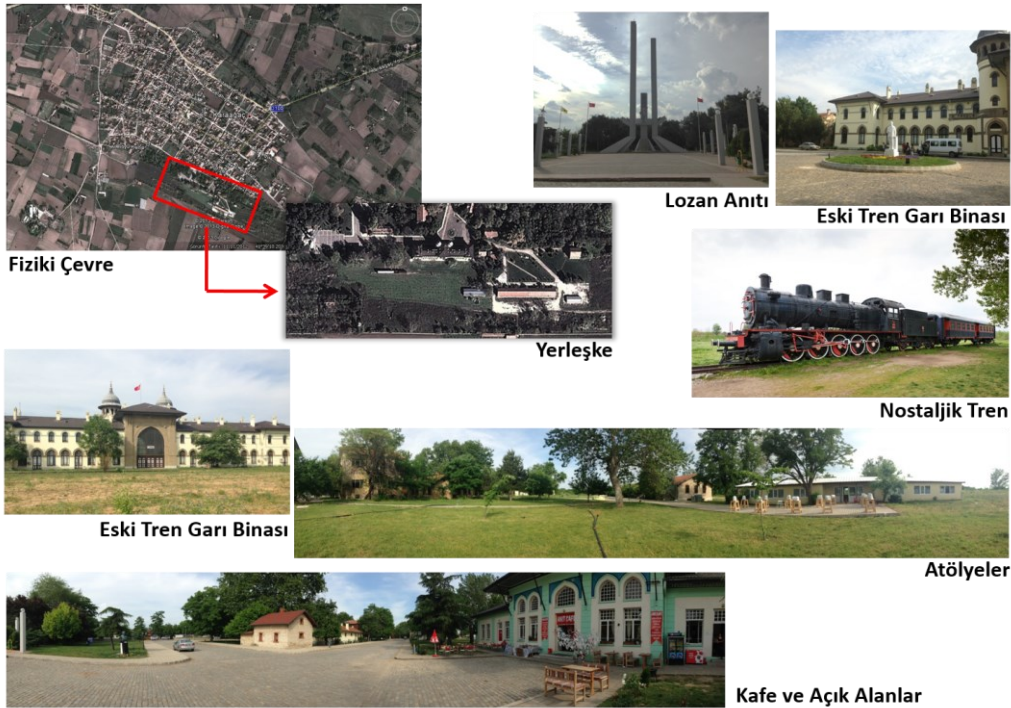 Lozan Anıtı
Eski Tren Garı Binası
Fiziki Çevre
Yerleşke
Nostaljik Tren
Eski Tren Garı Binası
Atölyeler
Kafe ve Açık Alanlar